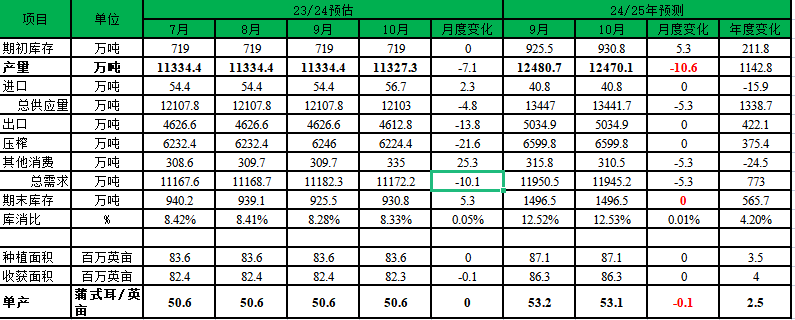 项目 单位 23/24预估 24/25年预测
7月 8月 9月 10月 月度变化 9月 10月 月度变化 年度变化
期初库存 万吨 719 719 719 719 0 925.5 930.8 5.3 211.8
产量 万吨 11334.4 11334.4 11334.4 11327.3 -7.1 12480.7 12470.1 -10.6 1142.8
进口 万吨 54.4 54.4 54.4 56.7 2.3 40.8 40.8 0 -15.9
总供应量 万吨 12107.8 12107.8 12107.8 12103 -4.8 13447 13441.7 -5.3 1338.7
出口 万吨 4626.6 4626.6 4626.6 4612.8 -13.8 5034.9 5034.9 0 422.1
压榨 万吨 6232.4 6232.4 6246 6224.4 -21.6 6599.8 6599.8 0 375.4
其他消费 万吨 308.6 309.7 309.7 335 25.3 315.8 310.5 -5.3 -24.5
总需求 万吨 11167.6 11168.7 11182.3 11172.2 -10.1 11950.5 11945.2 -5.3 773
期末库存 万吨 940.2 939.1 925.5 930.8 5.3 1496.5 1496.5 0 565.7
库消比 % 8.42% 8.41% 8.28% 8.33% 0.05% 12.52% 12.53% 0.01% 4.20%
种植面积 百万英亩 83.6 83.6 83.6 83.6 0 87.1 87.1 0 3.5
收获面积 百万英亩 82.4 82.4 82.4 82.3 -0.1 86.3 86.3 0 4
单产 蒲式耳/英亩 50.6 50.6 50.6 50.6 0 53.2 53.1 -0.1 2.5